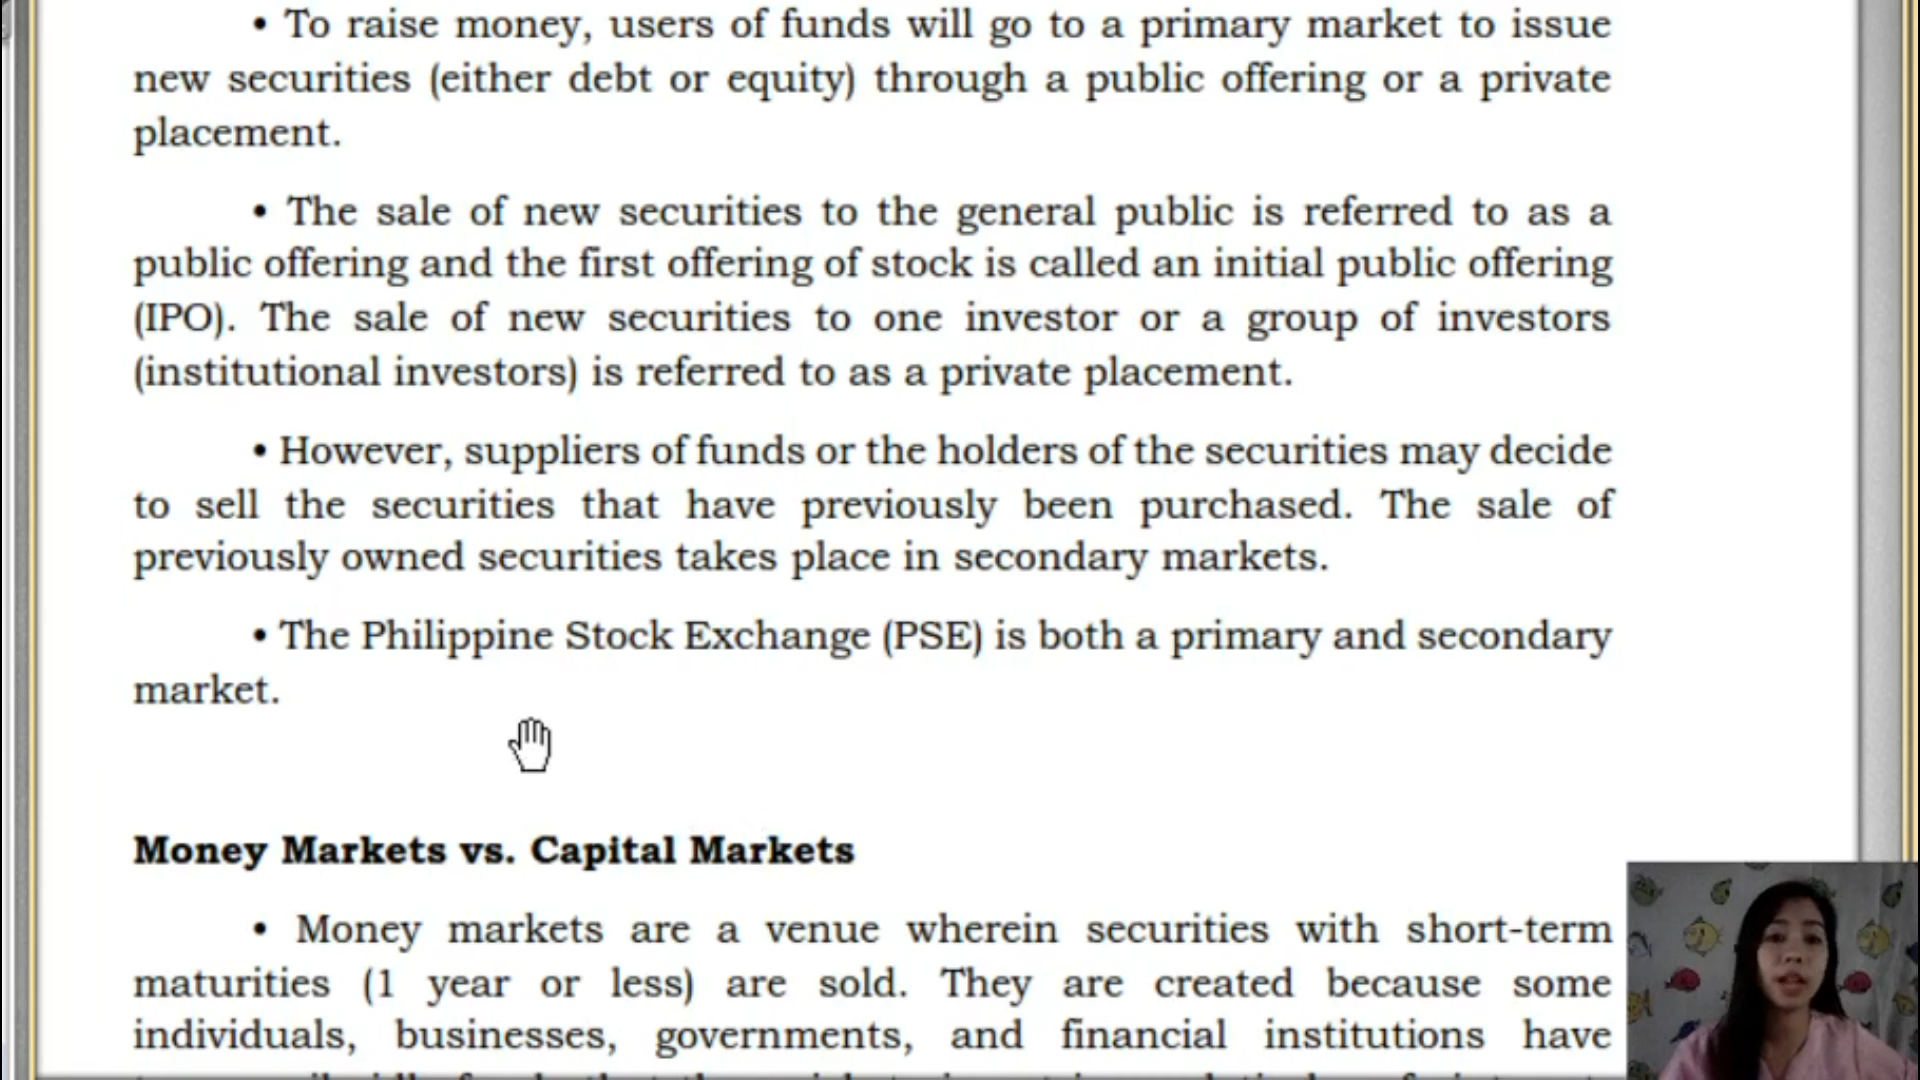 • To raise money, users of funds will go to a primary market to issue
new securities (either debt or equity) through a public offering or a private
placement.
• The sale of new securities to the general public is referred to as a
public offering and the first offering of stock is called an initial public offering
(IPO). The sale of new securities to one investor or a group of investors
(institutional investors) is referred to as a private placement.
• However, suppliers of funds or the holders of the securities may decide
to sell the securities that have previously been purchased. The sale of
previously owned securities takes place in secondary markets.
• The Philippine Stock Exchange (PSE) is both a primary and secondary
market.
Money Markets vs. Capital Markets
• Money markets are a venue wherein securities with short-term
maturities (1 year or less) are sold. They are created because some
individuals, businesses, governments, and financial institutions have